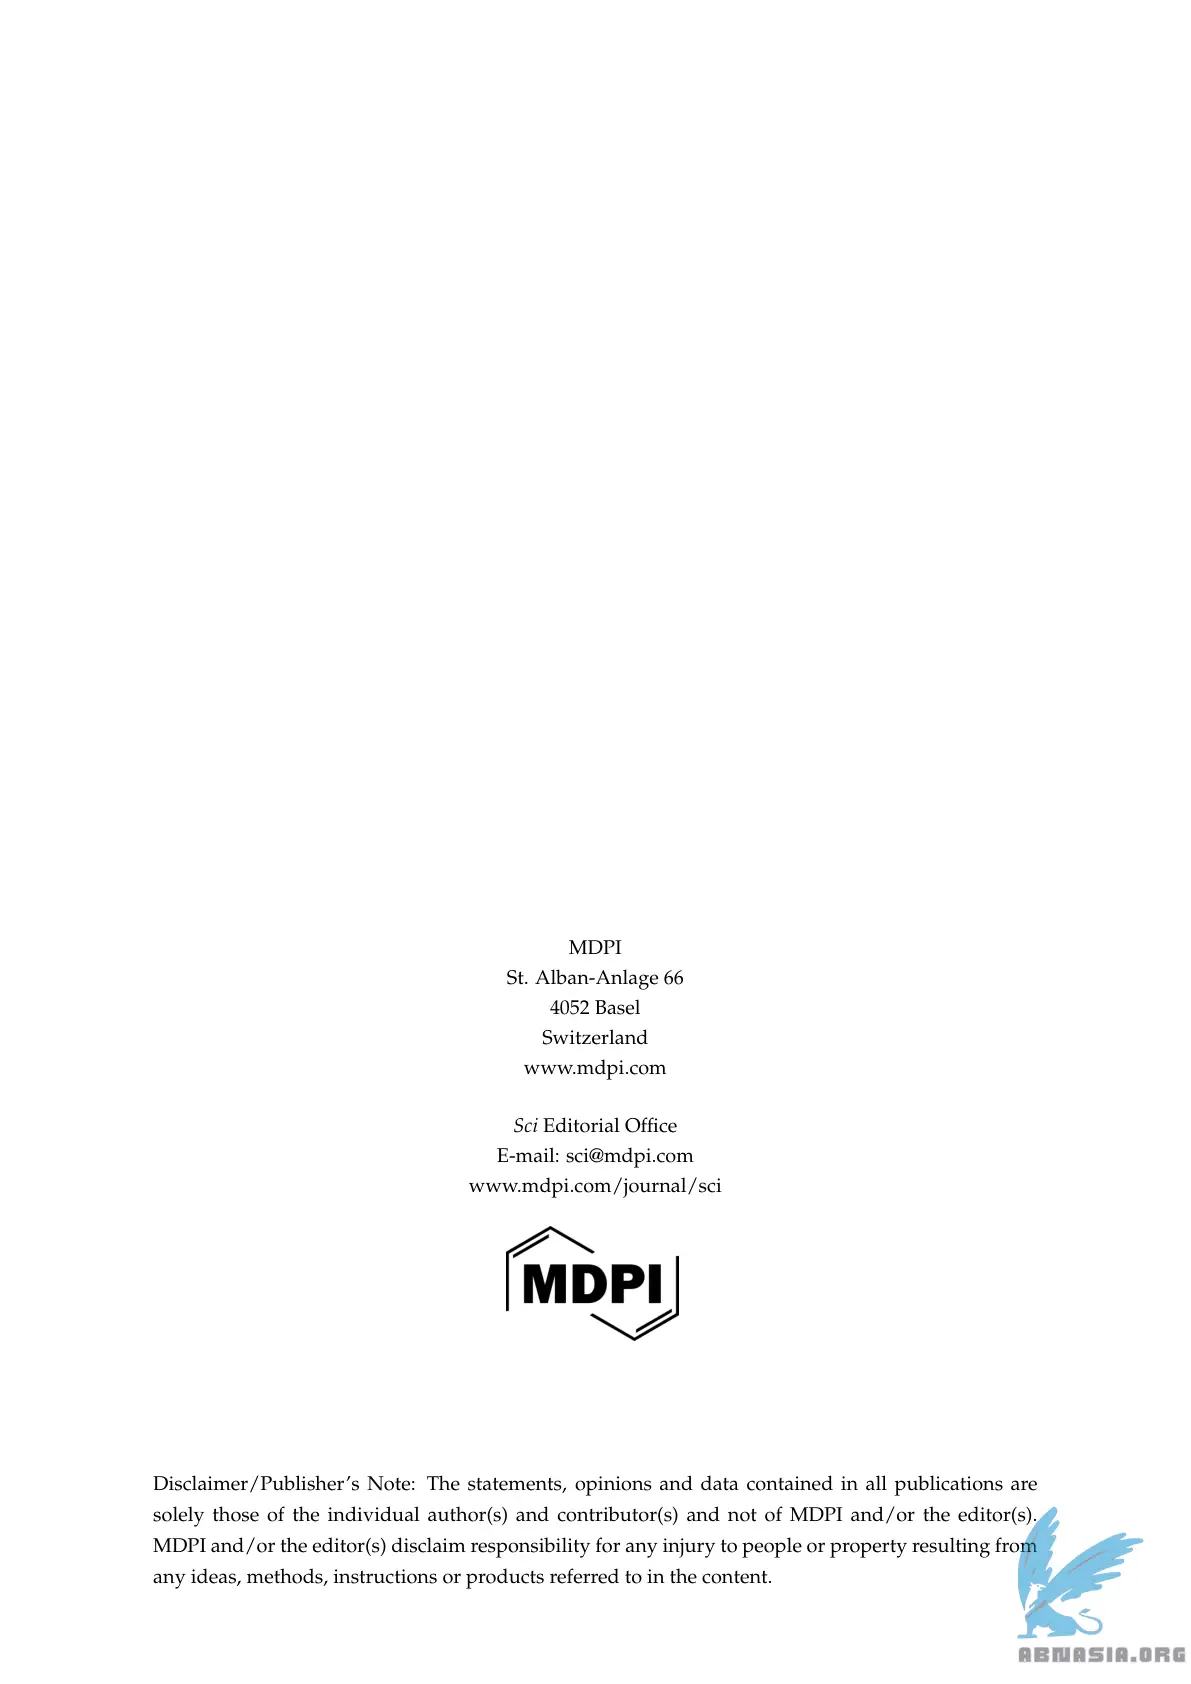 MDPI
St. Alban-Anlage 66
4052 Basel
Switzerland
www.mdpi.com
Sci Editorial Office
E-mail: sci@mdpi.com
www.mdpi.com/journal/sci
MDPI
Disclaimer/Publisher’s Note: The statements, opinions and data contained in all publications are
solely those of the individual author(s) and contributor(s) and not of MDPI and/or the editor(s).
MDPI and/or the editor(s) disclaim responsibility for any injury to people or property resulting from
any ideas, methods, instructions or products referred to in the content.
ABNASIA.ORG